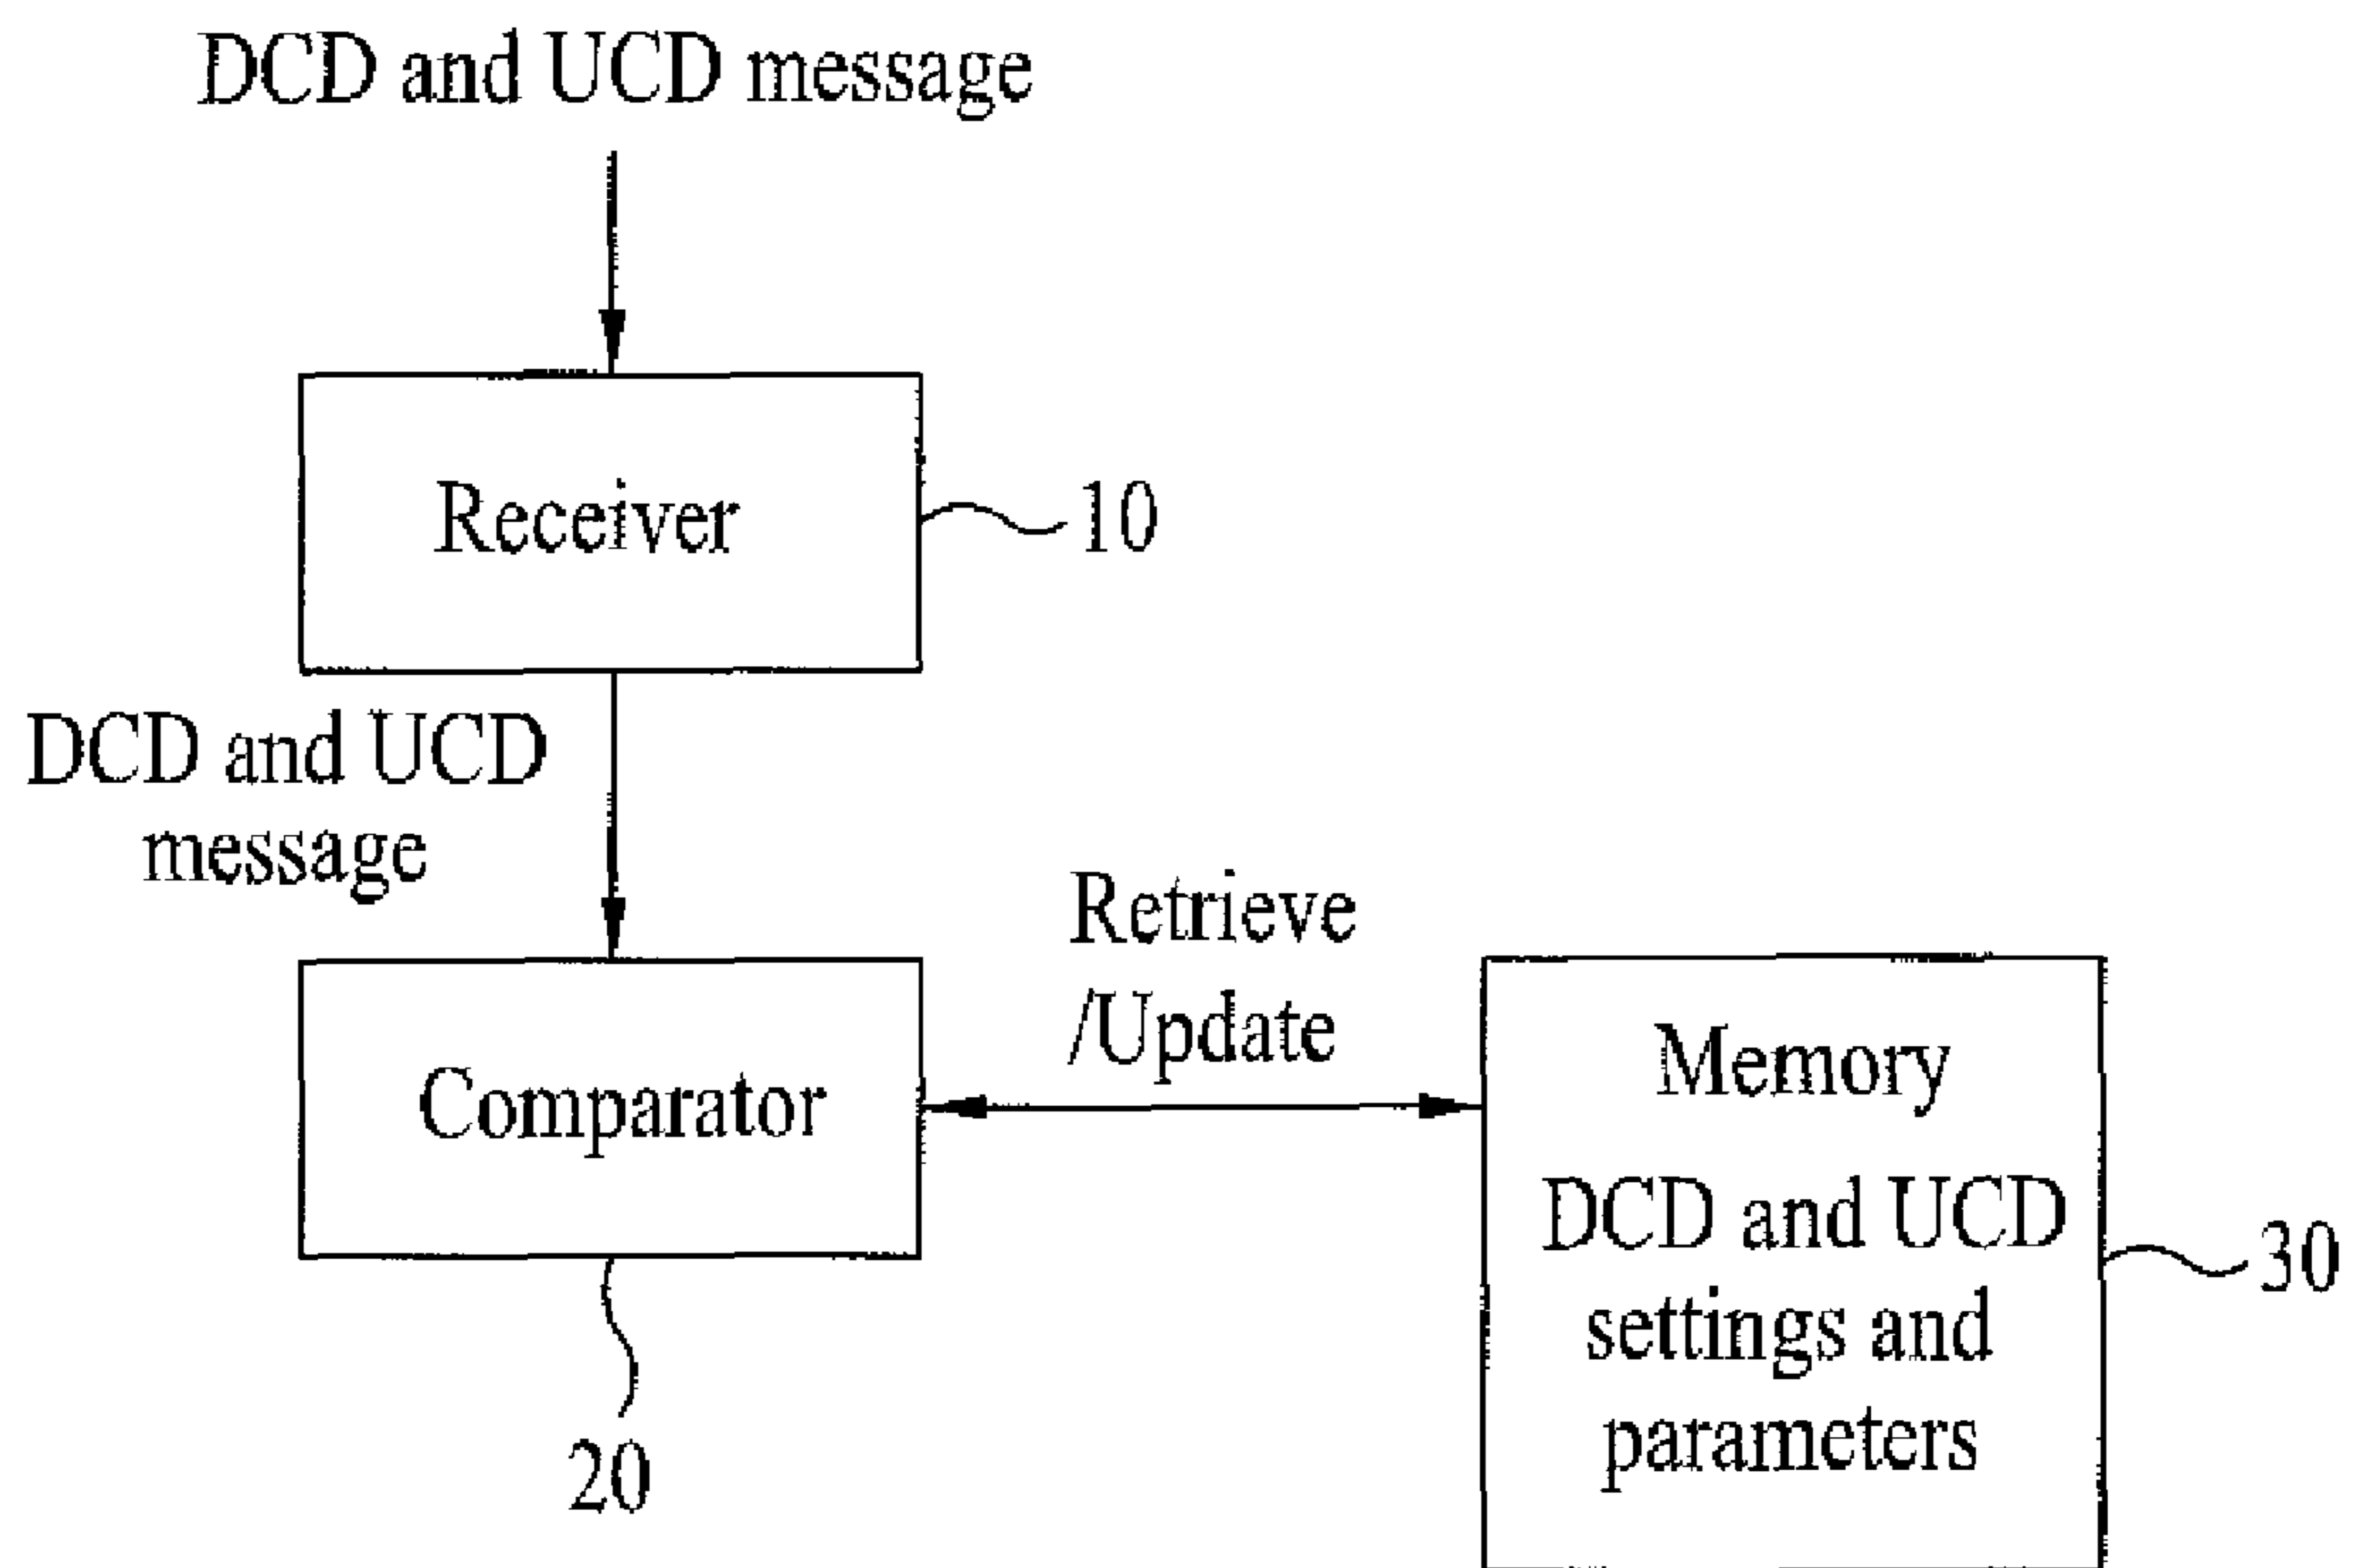 DCD and UCD message
Receiver
10
DCD and UCD
message
Retrieve
/Update
Comparator
20
Memory
DCD and UCD
settings and
parameters
30